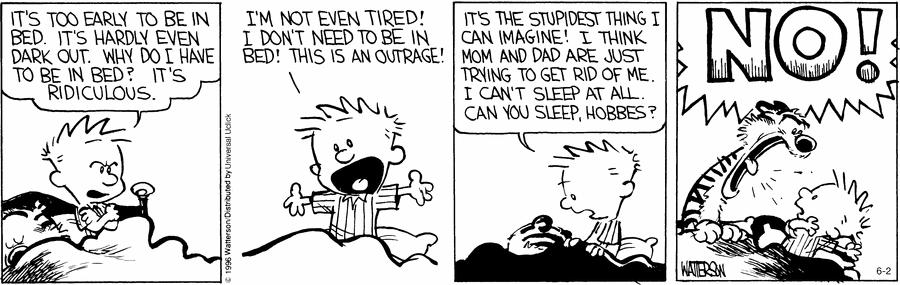 IT'S TOO EARLY TO BE IN
BED. IT'S HARDLY EVEN
DARK OUT. WHY DO I HAVE
TO BE IN BED? IT'S
RIDICULOUS.
© 1996 Watterson/Distributed by Universal Uclick
I'M NOT EVEN TIRED!
I DON'T NEED TO BE IN
BED! THIS IS AN OUTRAGE!
IT'S THE STUPIDEST THING I
CAN IMAGINE! I THINK
MOM AND DAD ARE JUST
TRYING TO GET RID OF ME.
I CAN'T SLEEP AT ALL.
CAN YOU SLEEP, HOBBES?
NO!
WATTERSON
6-2